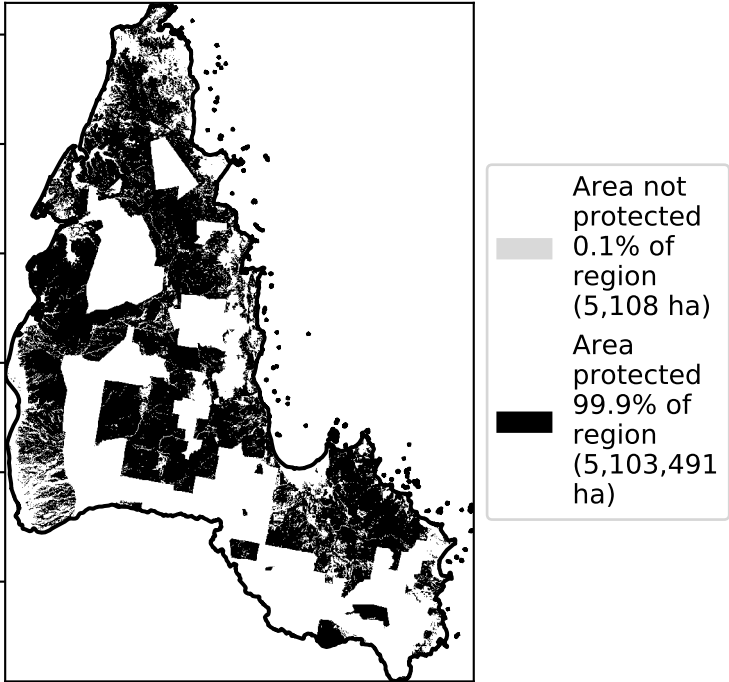 Area not
protected
0.1% of
region
(5,108 ha)
Area
protected
99.9% of
region
(5,103,491
ha)